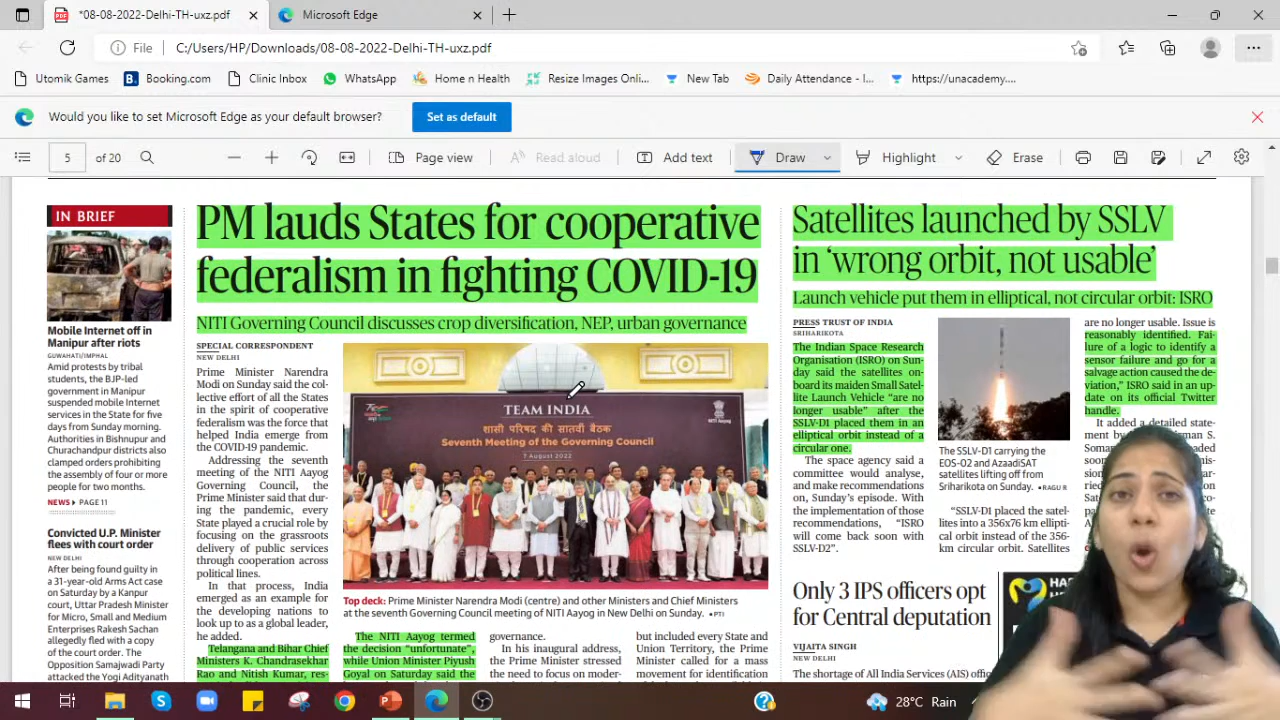 *08-08-2022-Delhi-TH-uxz.pdf
Microsoft Edge
File
C:/Users/HP/Downloads/08-08-2022-Delhi-TH-uxz.pdf
Utomik Games
Booking.com
Clinic Inbox
WhatsApp
Home n Health
Resize Images Onli...
New Tab
Daily Attendance - I...
https://unacademy....
Would you like to set Microsoft Edge as your default browser?
Set as default
5
of 20
Page view
Read aloud
Add text
Draw
Highlight
Erase
IN BRIEF
Mobile Internet off in
Manipur after riots
GUWAHATI/IMPHAL
Amid protests by tribal
students, the BJP-led
government in Manipur
suspended mobile Internet
services in the State for five
days from Sunday morning.
Authorities in Bishnupur and
Churachandpur districts also
clamped orders prohibiting
the assembly of four or more
people for two months.
NEWS
PAGE 11
Convicted U.P. Minister
flees with court order
NEW DELHI
After being found guilty in
a 31-year-old Arms Act case
on Saturday by a Kanpur
court, Uttar Pradesh Minister
for Micro, Small and Medium
Enterprises Rakesh Sachan
allegedly fled with a copy
of the court order. The
Opposition Samajwadi Party
attacked the Yogi Adityanath
PM lauds States for cooperative
federalism in fighting COVID-19
NITI Governing Council discusses crop diversification, NEP, urban governance
SPECIAL CORRESPONDENT
NEW DELHI
Prime Minister Narendra
Modi on Sunday said the col-
lective effort of all the States
in the spirit of cooperative
federalism was the force that
helped India emerge from
the COVID-19 pandemic.
Addressing the seventh
meeting of the NITI Aayog
Governing Council, the
Prime Minister said that dur-
ing the pandemic, every
State played a crucial role by
focusing on the grassroots
delivery of public services
through cooperation across
political lines.
In that process, India
emerged as an example for
the developing nations to
look up to as a global leader,
he added.
Telangana and Bihar Chief
Ministers K. Chandrasekhar
Rao and Nitish Kumar, res-
TEAM INDIA
शासी परिषद की सातवीं बैठक
Seventh Meeting of the Governing Council
7 August 2022
NITI Aayog
Top deck: Prime Minister Narendra Modi (centre) and other Ministers and Chief Ministers
at the seventh Governing Council meeting of NITI Aayog in New Delhi on Sunday. • PTI
The NITI Aayog termed
the decision “unfortunate”,
while Union Minister Piyush
Goyal on Saturday said the
governance.
In his inaugural address,
the Prime Minister stressed
the need to focus on moder-
but included every State and
Union Territory, the Prime
Minister called for a mass
movement for identification
Satellites launched by SSLV
in ‘wrong orbit, not usable’
Launch vehicle put them in elliptical, not circular orbit: ISRO
PRESS TRUST OF INDIA
SRIHARIKOTA
The Indian Space Research
Organisation (ISRO) on Sun-
day said the satellites on-
board its maiden Small Satel-
lite Launch Vehicle “are no
longer usable” after the
SSLV-D1 placed them in an
elliptical orbit instead of a
circular one.
The space agency said a
committee would analyse,
and make recommendations
on, Sunday’s episode. With
the implementation of those
recommendations, “ISRO
will come back soon with
SSLV-D2”.
The SSLV-D1 carrying the
EOS-02 and AzaadiSAT
satellites lifting off from
Sriharikota on Sunday. • RAGU R
“SSLV-D1 placed the satel-
lites into a 356x76 km ellipti-
cal orbit instead of the 356-
km circular orbit. Satellites
are no longer usable. Issue is
reasonably identified. Fai-
lure of a logic to identify a
sensor failure and go for a
salvage action caused the de-
viation,” ISRO said in an up-
date on its official Twitter
handle.
It added a detailed state-
ment by
Only 3 IPS officers opt
for Central deputation
VIJAITA SINGH
NEW DELHI
The shortage of All India Services (AIS)
28°C Rain